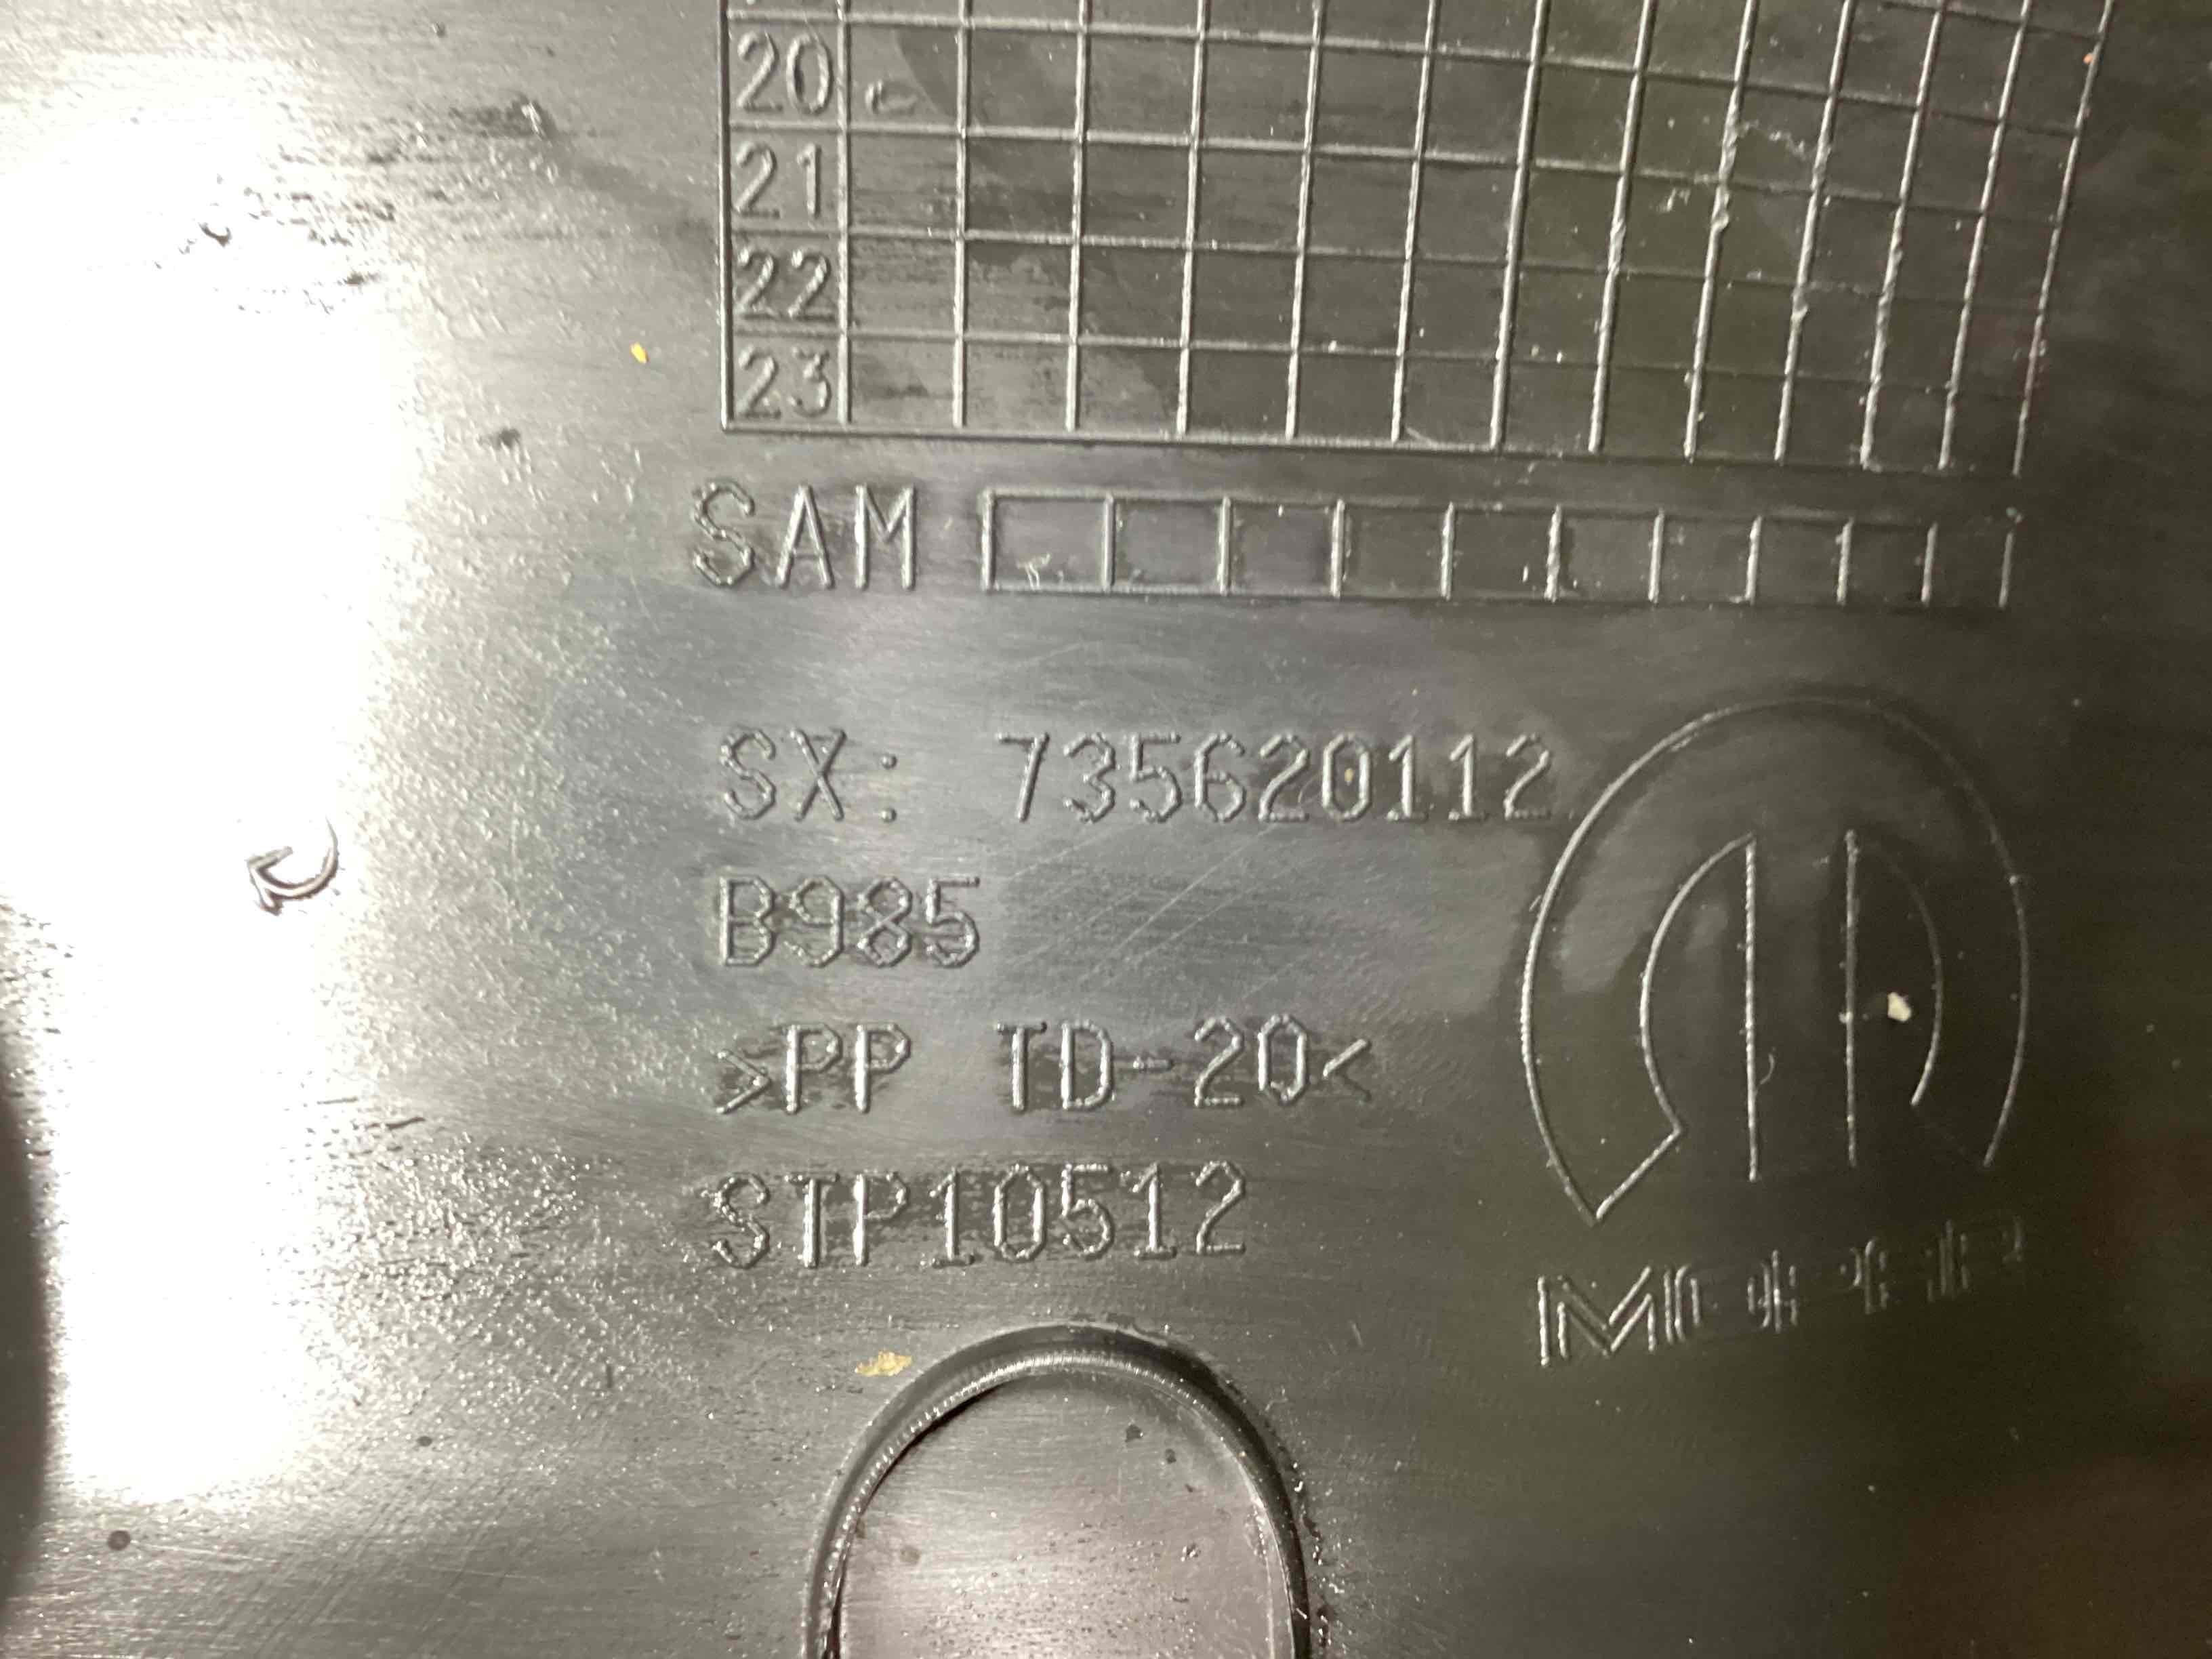 20
21
22
23
SAM
SX: 735620112
B985
>PP TD-20<
STP10512